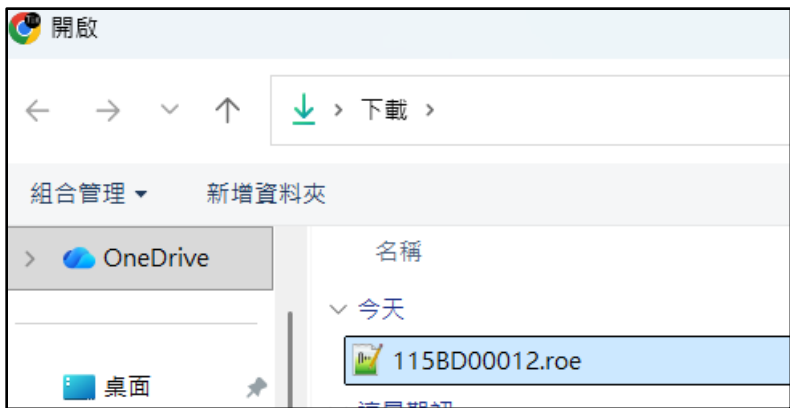 開啟
下載
組合管理 新增資料夾
OneDrive
名稱
今天
115BD00012.roe
桌面